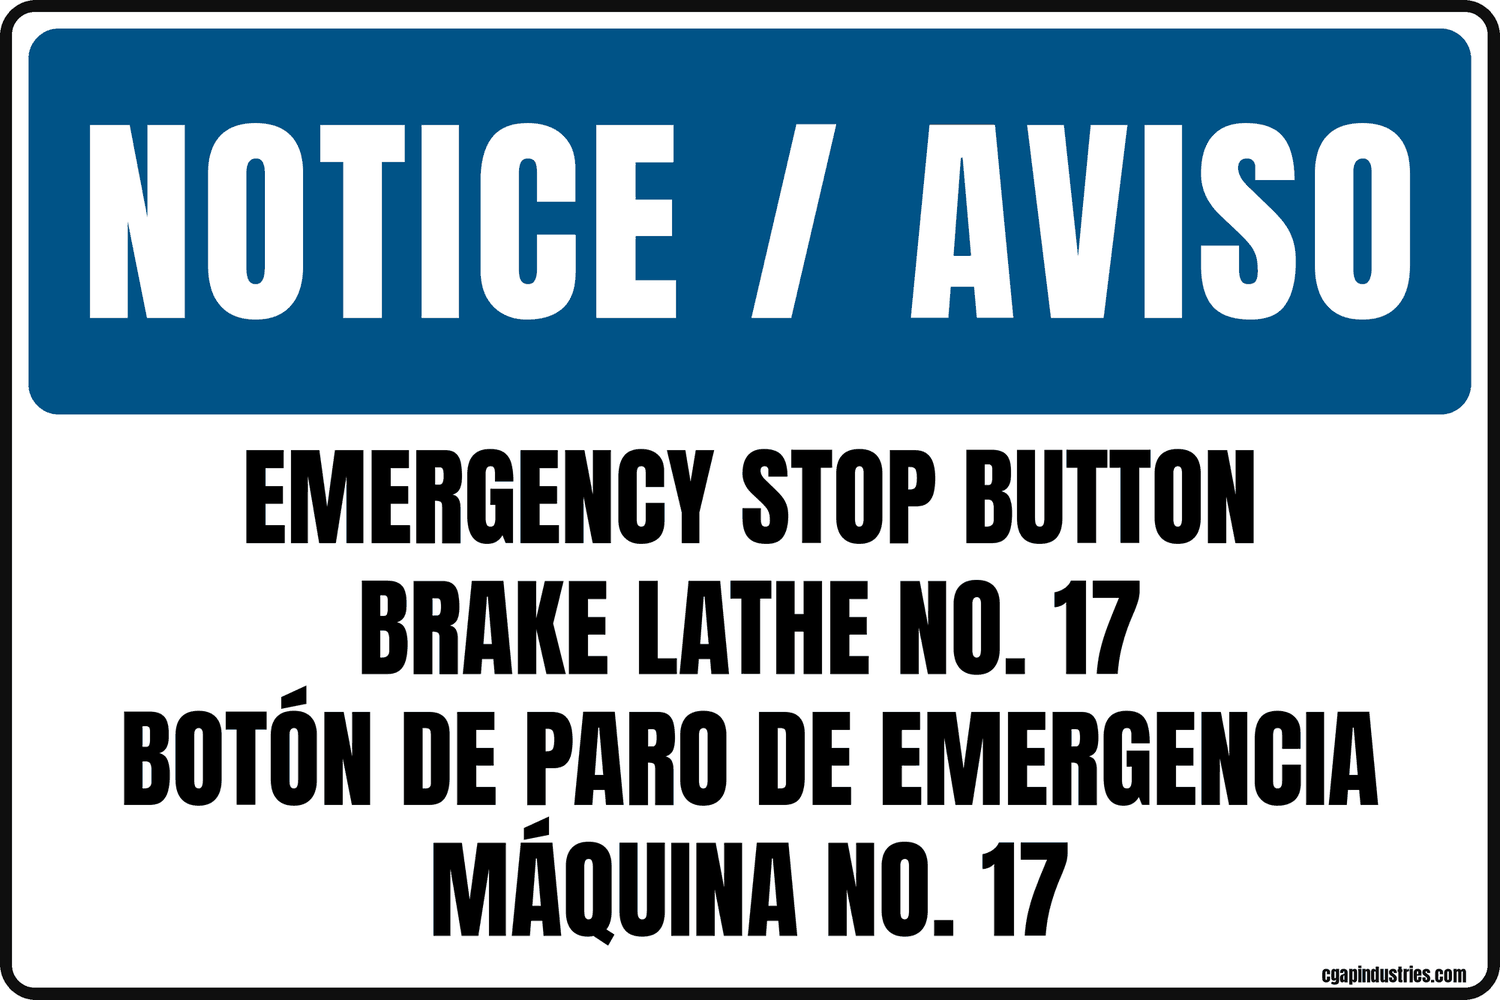 NOTICE / AVISO
EMERGENCY STOP BUTTON
BRAKE LATHE NO. 17
BOTÓN DE PARO DE EMERGENCIA
MÁQUINA NO. 17
cgapindustries.com